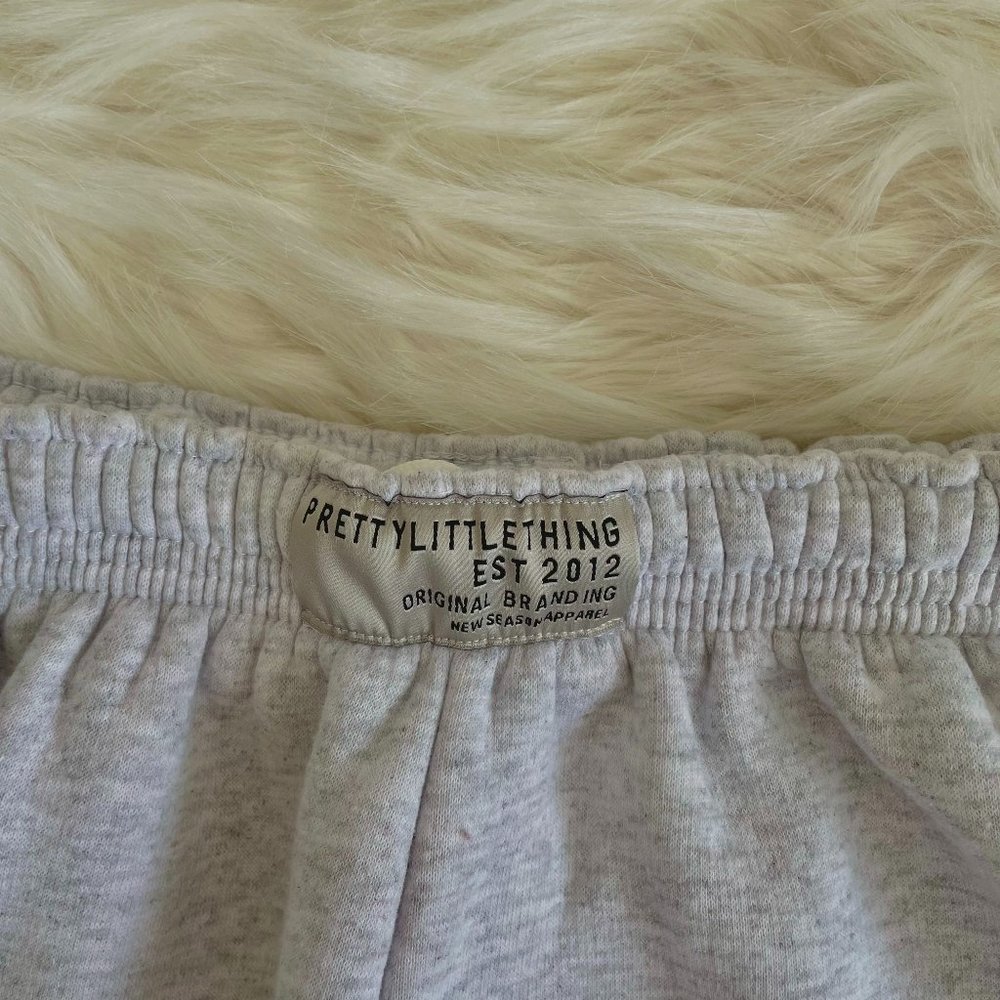 PRETTYLITTLETHING
EST 2012
ORIGINAL BRANDING
NEW SEASON APPAREL